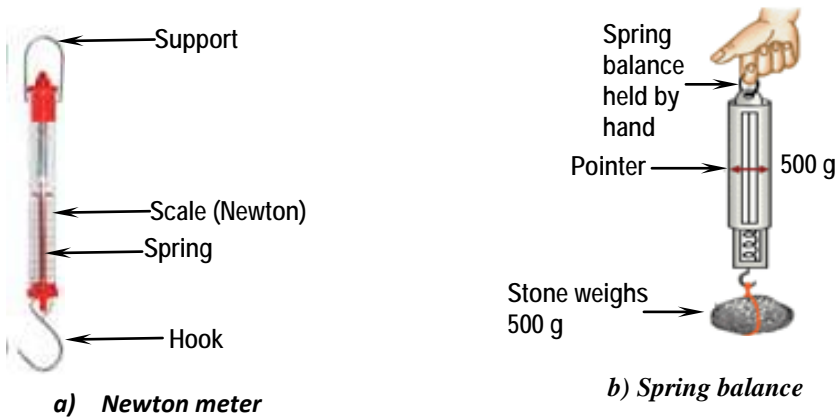 Support
Scale (Newton)
Spring
Hook
a) Newton meter
Spring
balance
held by
hand
Pointer
500 g
Stone weighs
500 g
b) Spring balance